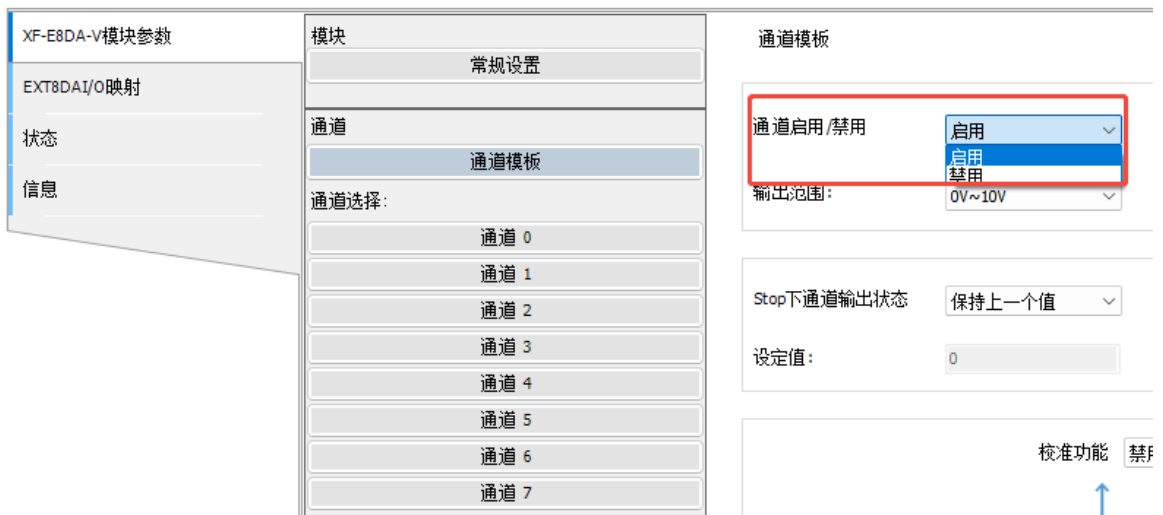 XF-E8DA-V模块参数
EXT8DAI/O映射
状态
信息
模块
常规设置
通道
通道模板
通道选择:
通道 0
通道 1
通道 2
通道 3
通道 4
通道 5
通道 6
通道 7
通道模板
通道启用/禁用
启用
启用
禁用
输出范围:
0V~10V
Stop下通道输出状态
保持上一个值
设定值:
0
校准功能